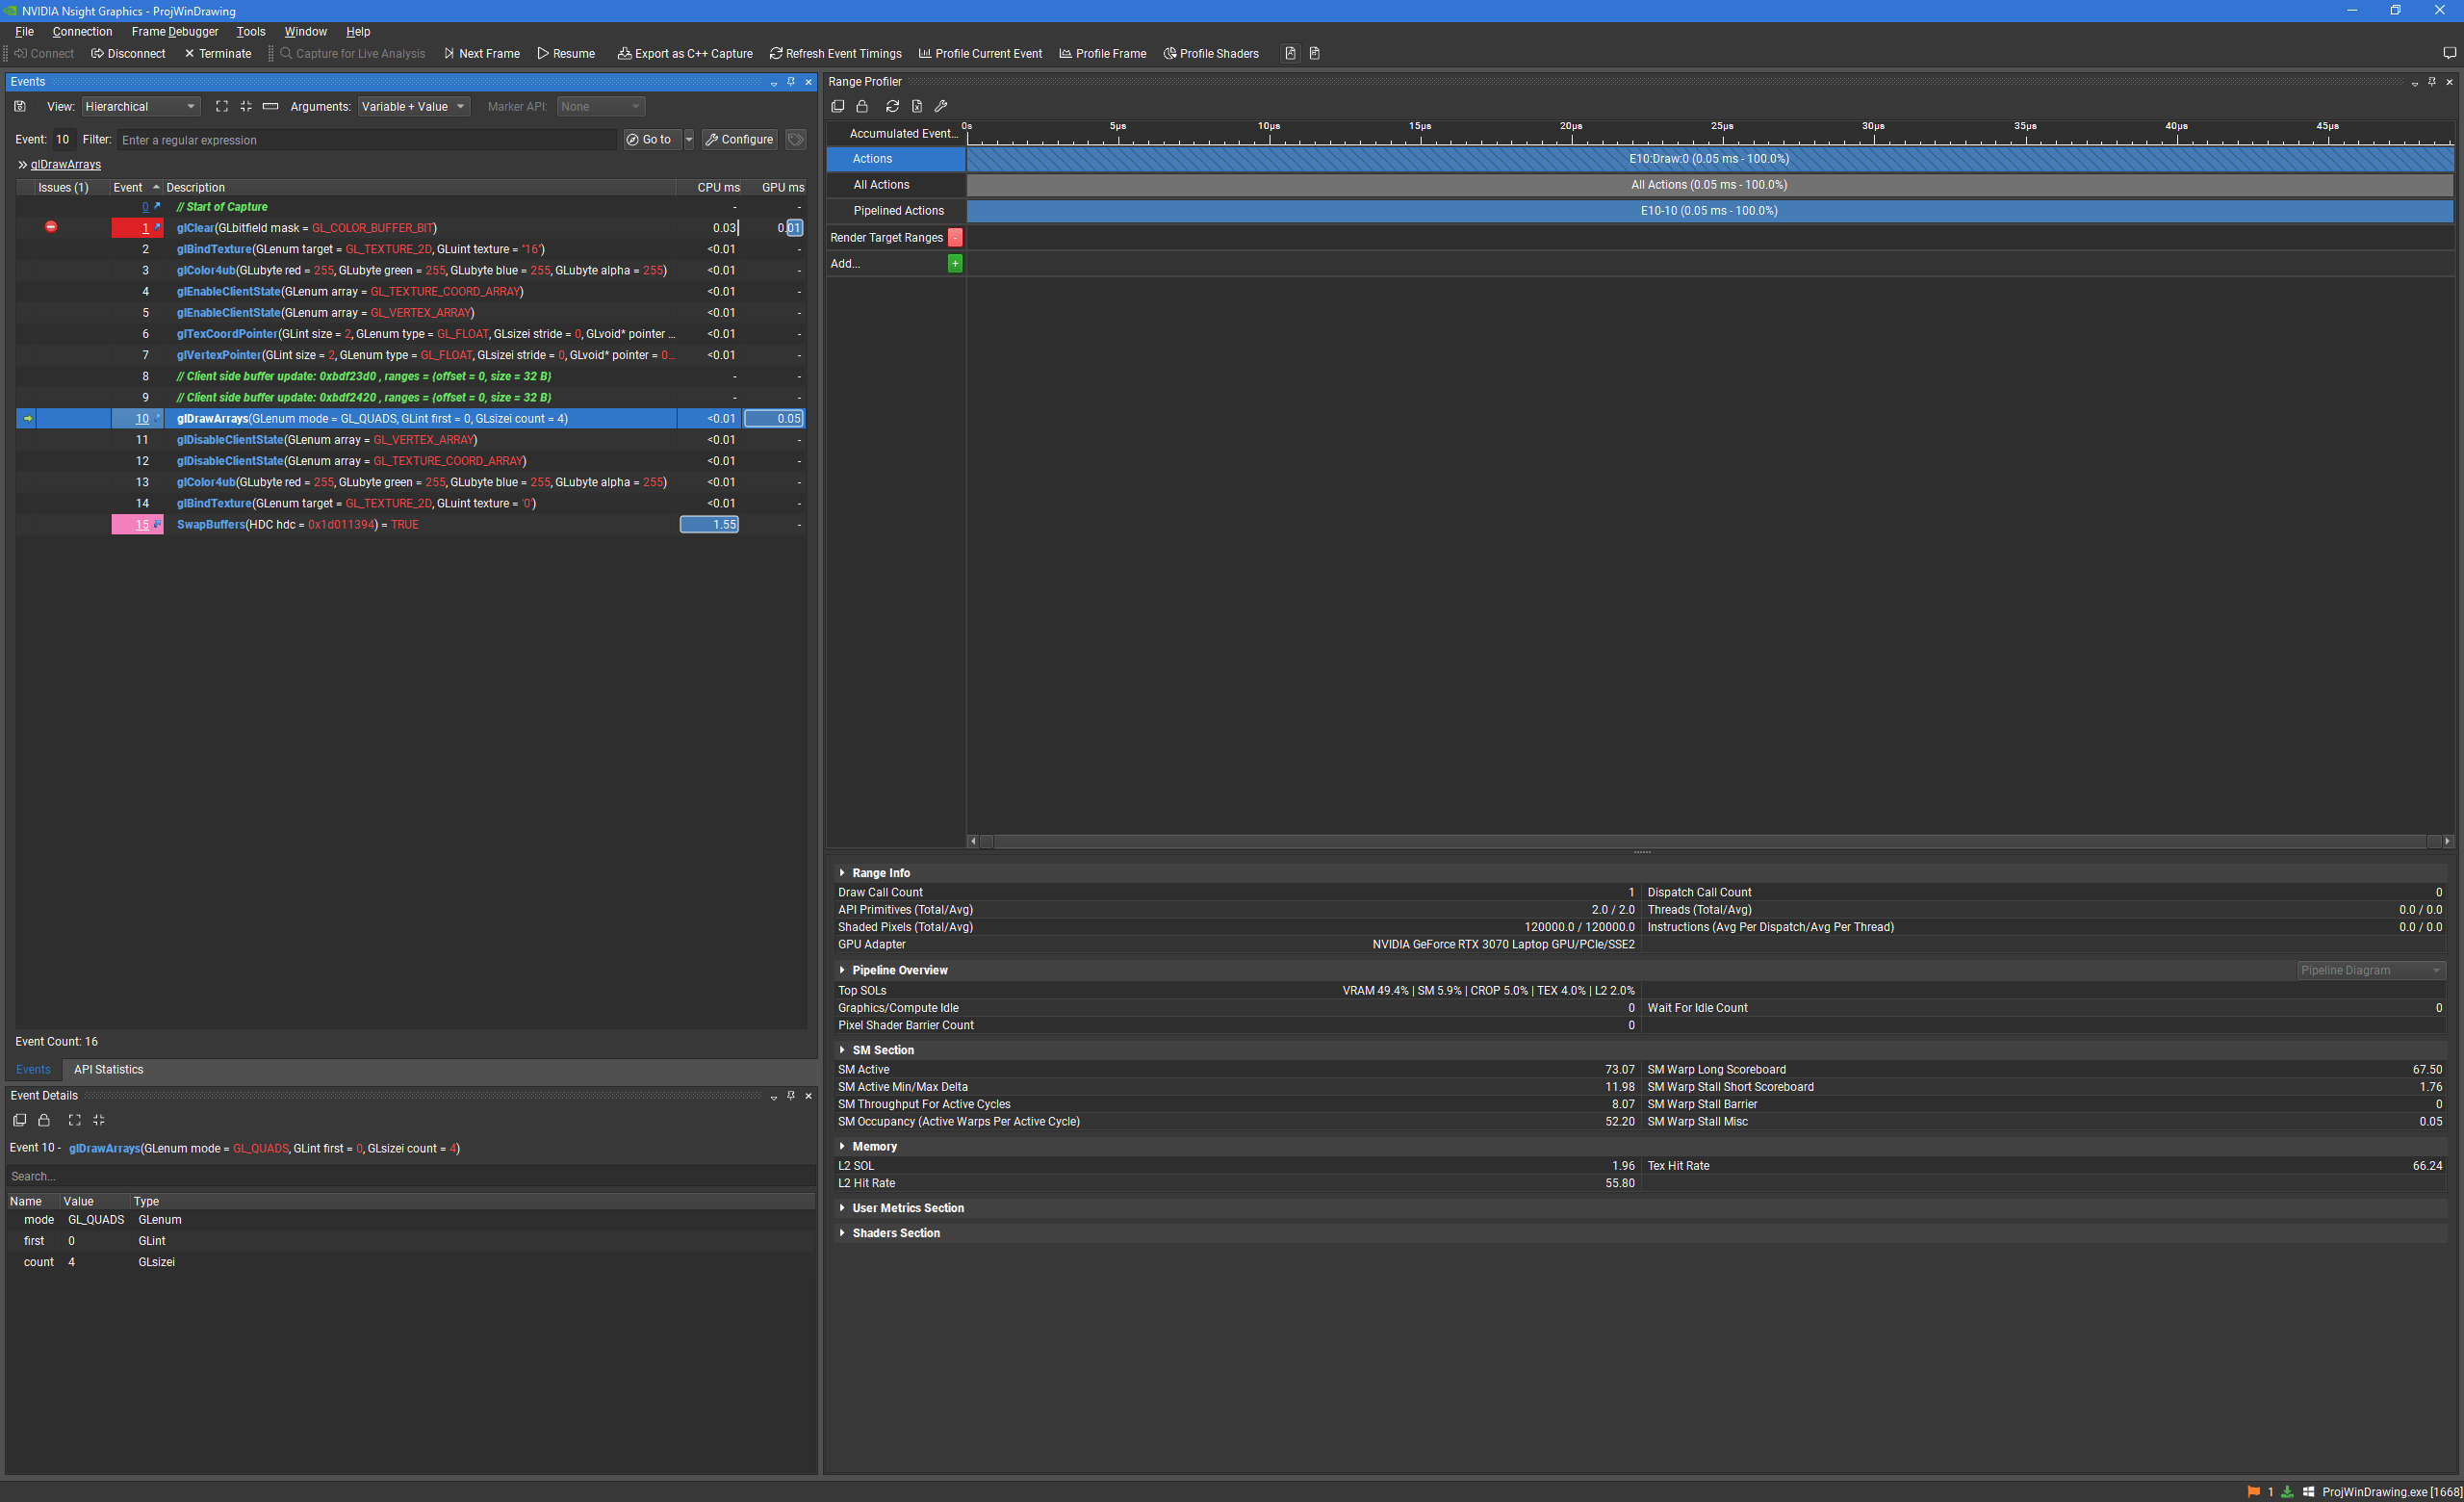 NVIDIA Nsight Graphics - ProjWinDrawing
File Connection Frame Debugger Tools Window Help
Connect Disconnect Terminate Capture for Live Analysis Next Frame Resume Export as C++ Capture Refresh Event Timings Profile Current Event Profile Frame Profile Shaders
Events
View: Hierarchical Arguments: Variable + Value Marker API: None
Event: 10 Filter: Enter a regular expression Go to Configure
glDrawArrays
Issues (1) Event Description CPU ms GPU ms
0 // Start of Capture - -
1 glClear(GLbitfield mask = GL_COLOR_BUFFER_BIT) 0.03 0.01
2 glBindTexture(GLenum target = GL_TEXTURE_2D, GLuint texture = '16') <0.01 -
3 glColor4ub(GLubyte red = 255, GLubyte green = 255, GLubyte blue = 255, GLubyte alpha = 255) <0.01 -
4 glEnableClientState(GLenum array = GL_TEXTURE_COORD_ARRAY) <0.01 -
5 glEnableClientState(GLenum array = GL_VERTEX_ARRAY) <0.01 -
6 glTexCoordPointer(GLint size = 2, GLenum type = GL_FLOAT, GLsizei stride = 0, GLvoid* pointer ... <0.01 -
7 glVertexPointer(GLint size = 2, GLenum type = GL_FLOAT, GLsizei stride = 0, GLvoid* pointer = 0... <0.01 -
8 // Client side buffer update: 0xbdf23d0 , ranges = {offset = 0, size = 32 B} - -
9 // Client side buffer update: 0xbdf2420 , ranges = {offset = 0, size = 32 B} - -
10 glDrawArrays(GLenum mode = GL_QUADS, GLint first = 0, GLsizei count = 4) <0.01 0.05
11 glDisableClientState(GLenum array = GL_VERTEX_ARRAY) <0.01 -
12 glDisableClientState(GLenum array = GL_TEXTURE_COORD_ARRAY) <0.01 -
13 glColor4ub(GLubyte red = 255, GLubyte green = 255, GLubyte blue = 255, GLubyte alpha = 255) <0.01 -
14 glBindTexture(GLenum target = GL_TEXTURE_2D, GLuint texture = '0') <0.01 -
15 SwapBuffers(HDC hdc = 0x1d011394) = TRUE 1.55 -
Event Count: 16
Events API Statistics
Event Details
Event 10 - glDrawArrays(GLenum mode = GL_QUADS, GLint first = 0, GLsizei count = 4)
Search...
Name Value Type
mode GL_QUADS GLenum
first 0 GLint
count 4 GLsizei
Range Profiler
Accumulated Event... 0s 5µs 10µs 15µs 20µs 25µs 30µs 35µs 40µs 45µs
Actions E10:Draw:0 (0.05 ms - 100.0%)
All Actions All Actions (0.05 ms - 100.0%)
Pipelined Actions E10-10 (0.05 ms - 100.0%)
Render Target Ranges -
Add... +
Range Info
Draw Call Count 1 Dispatch Call Count 0
API Primitives (Total/Avg) 2.0 / 2.0 Threads (Total/Avg) 0.0 / 0.0
Shaded Pixels (Total/Avg) 120000.0 / 120000.0 Instructions (Avg Per Dispatch/Avg Per Thread) 0.0 / 0.0
GPU Adapter NVIDIA GeForce RTX 3070 Laptop GPU/PCIe/SSE2
Pipeline Overview Pipeline Diagram
Top SOLs VRAM 49.4% | SM 5.9% | CROP 5.0% | TEX 4.0% | L2 2.0%
Graphics/Compute Idle 0 Wait For Idle Count 0
Pixel Shader Barrier Count 0
SM Section
SM Active 73.07 SM Warp Long Scoreboard 67.50
SM Active Min/Max Delta 11.98 SM Warp Stall Short Scoreboard 1.76
SM Throughput For Active Cycles 8.07 SM Warp Stall Barrier 0
SM Occupancy (Active Warps Per Active Cycle) 52.20 SM Warp Stall Misc 0.05
Memory
L2 SOL 1.96 Tex Hit Rate 66.24
L2 Hit Rate 55.80
User Metrics Section
Shaders Section
1 ProjWinDrawing.exe [1668]